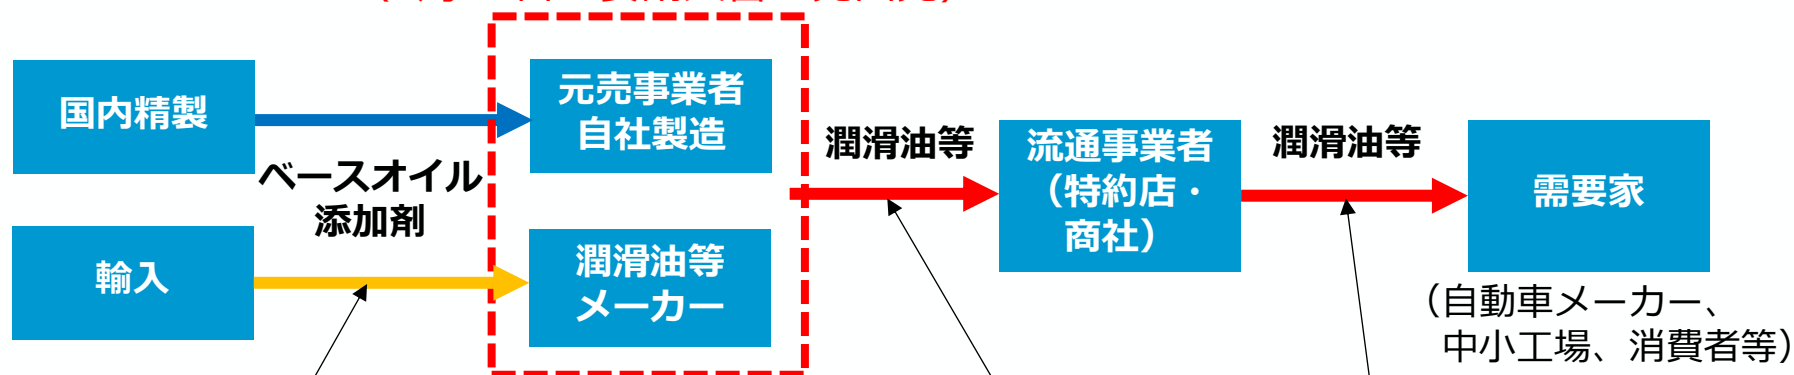 国内精製
元売事業者
自社製造
ベースオイル
添加剤
輸入
潤滑油等
メーカー
潤滑油等
流通事業者
（特約店・
商社）
潤滑油等
需要家
（自動車メーカー、
中小工場、消費者等）